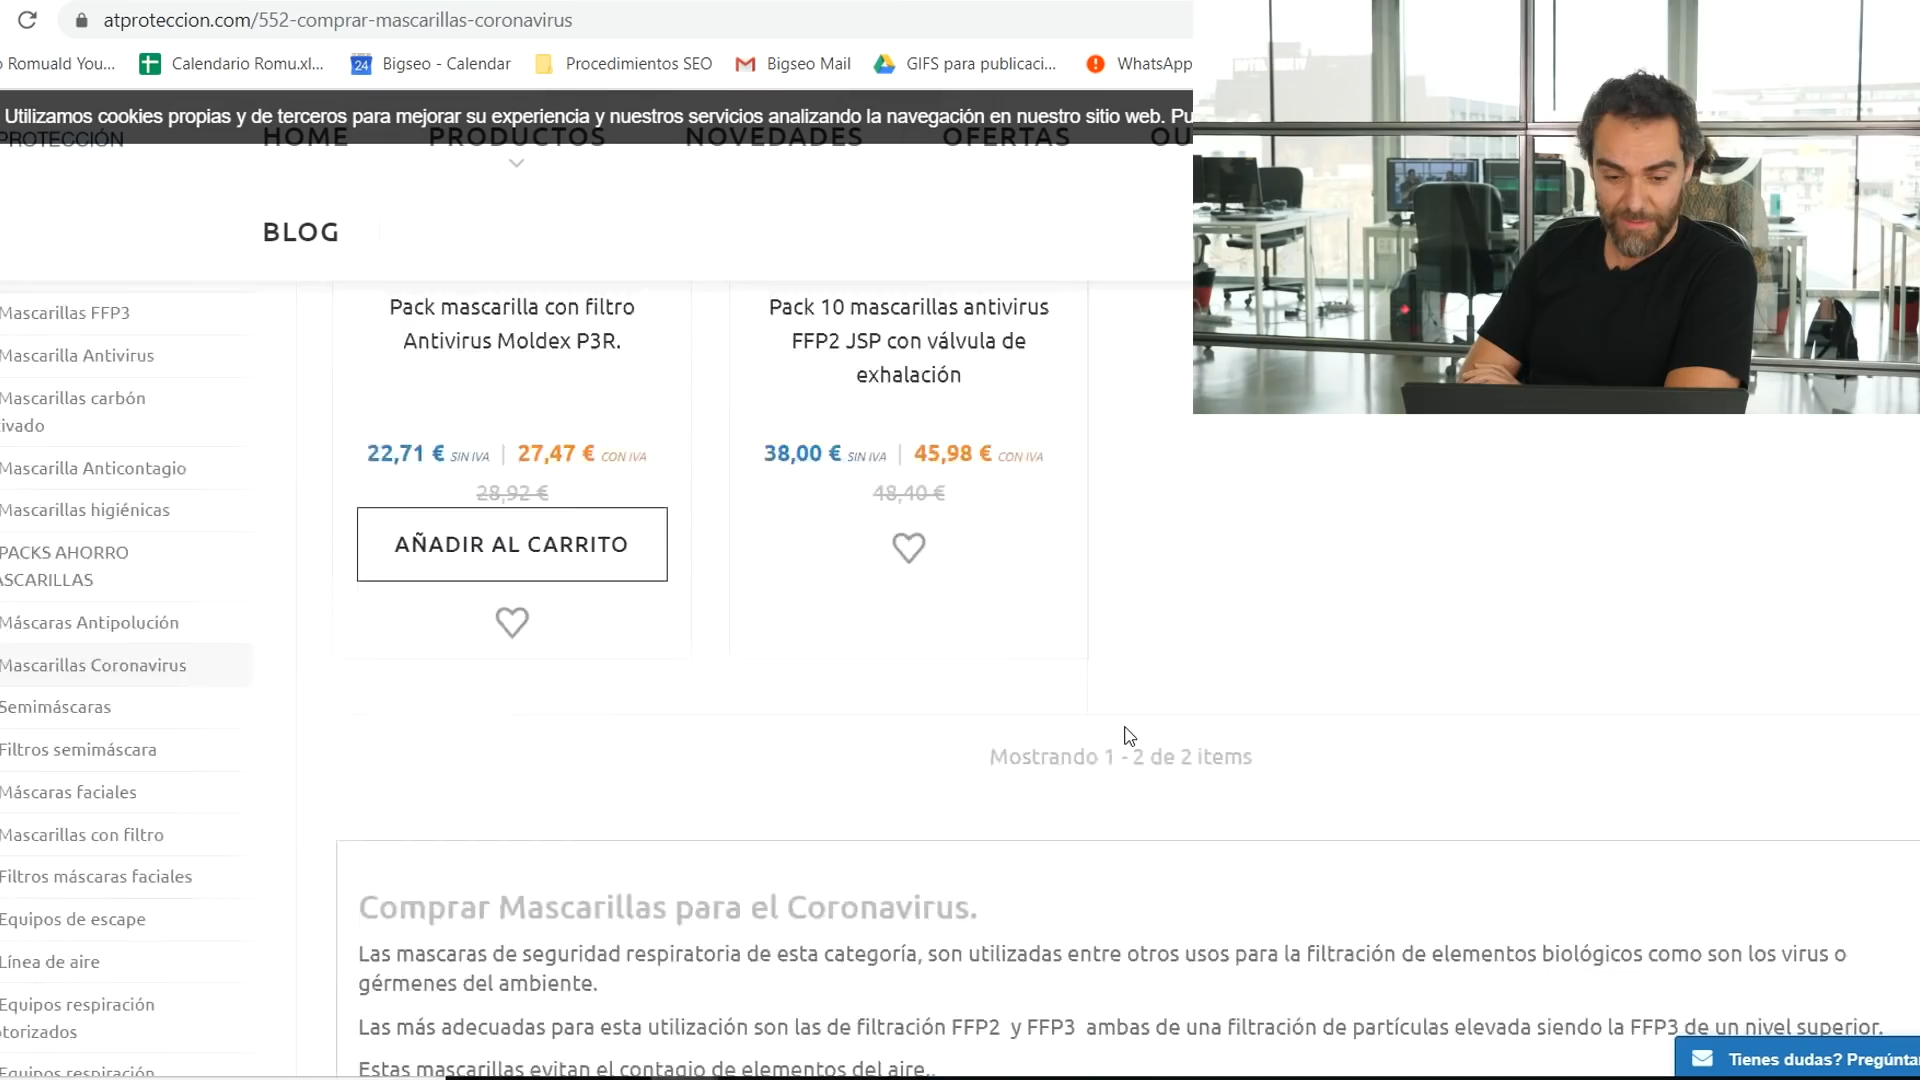 atproteccion.com/552-comprar-mascarillas-coronavirus
o Romuald You... Calendario Romu.xl... 24 Bigseo - Calendar Procedimientos SEO Bigseo Mail GIFS para publicaci... WhatsApp
Utilizamos cookies propias y de terceros para mejorar su experiencia y nuestros servicios analizando la navegación en nuestro sitio web. Pu
PROTECCIÓN HOME PRODUCTOS NOVEDADES OFERTAS OU
BLOG
Mascarillas FFP3
Mascarilla Antivirus
Mascarillas carbón
ivado
Mascarilla Anticontagio
Mascarillas higiénicas
PACKS AHORRO
ASCARILLAS
Máscaras Antipolución
Mascarillas Coronavirus
Semimáscaras
Filtros semimáscara
Máscaras faciales
Mascarillas con filtro
Filtros máscaras faciales
Equipos de escape
Línea de aire
Equipos respiración
otorizados
Equipos respiración
Pack mascarilla con filtro
Antivirus Moldex P3R.
22,71 € SIN IVA | 27,47 € CON IVA
28,92 €
AÑADIR AL CARRITO
Pack 10 mascarillas antivirus
FFP2 JSP con válvula de
exhalación
38,00 € SIN IVA | 45,98 € CON IVA
48,40 €
Mostrando 1 - 2 de 2 items
Comprar Mascarillas para el Coronavirus.
Las mascaras de seguridad respiratoria de esta categoría, son utilizadas entre otros usos para la filtración de elementos biológicos como son los virus o
gérmenes del ambiente.
Las más adecuadas para esta utilización son las de filtración FFP2 y FFP3 ambas de una filtración de partículas elevada siendo la FFP3 de un nivel superior.
Estas mascarillas evitan el contagio de elementos del aire..
Tienes dudas? Pregúntar